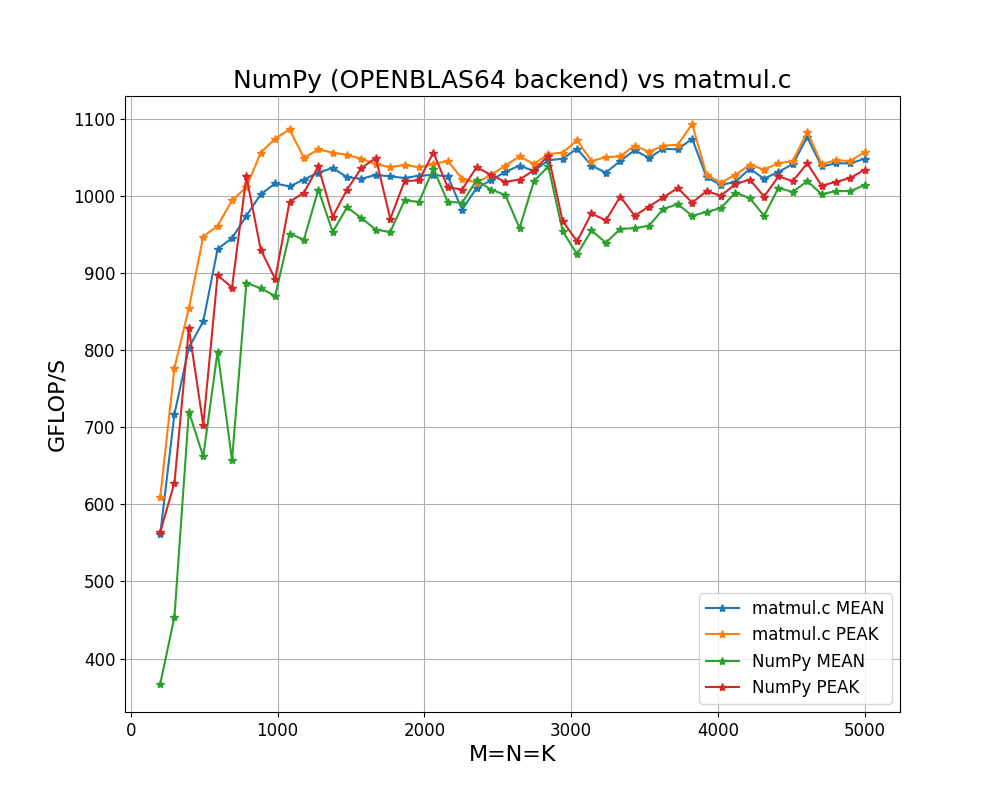 NumPy (OPENBLAS64 backend) vs matmul.c
1100
1000
900
800
700
600
500
400
GFLOP/S
0
1000
2000
3000
4000
5000
M=N=K
matmul.c MEAN
matmul.c PEAK
NumPy MEAN
NumPy PEAK